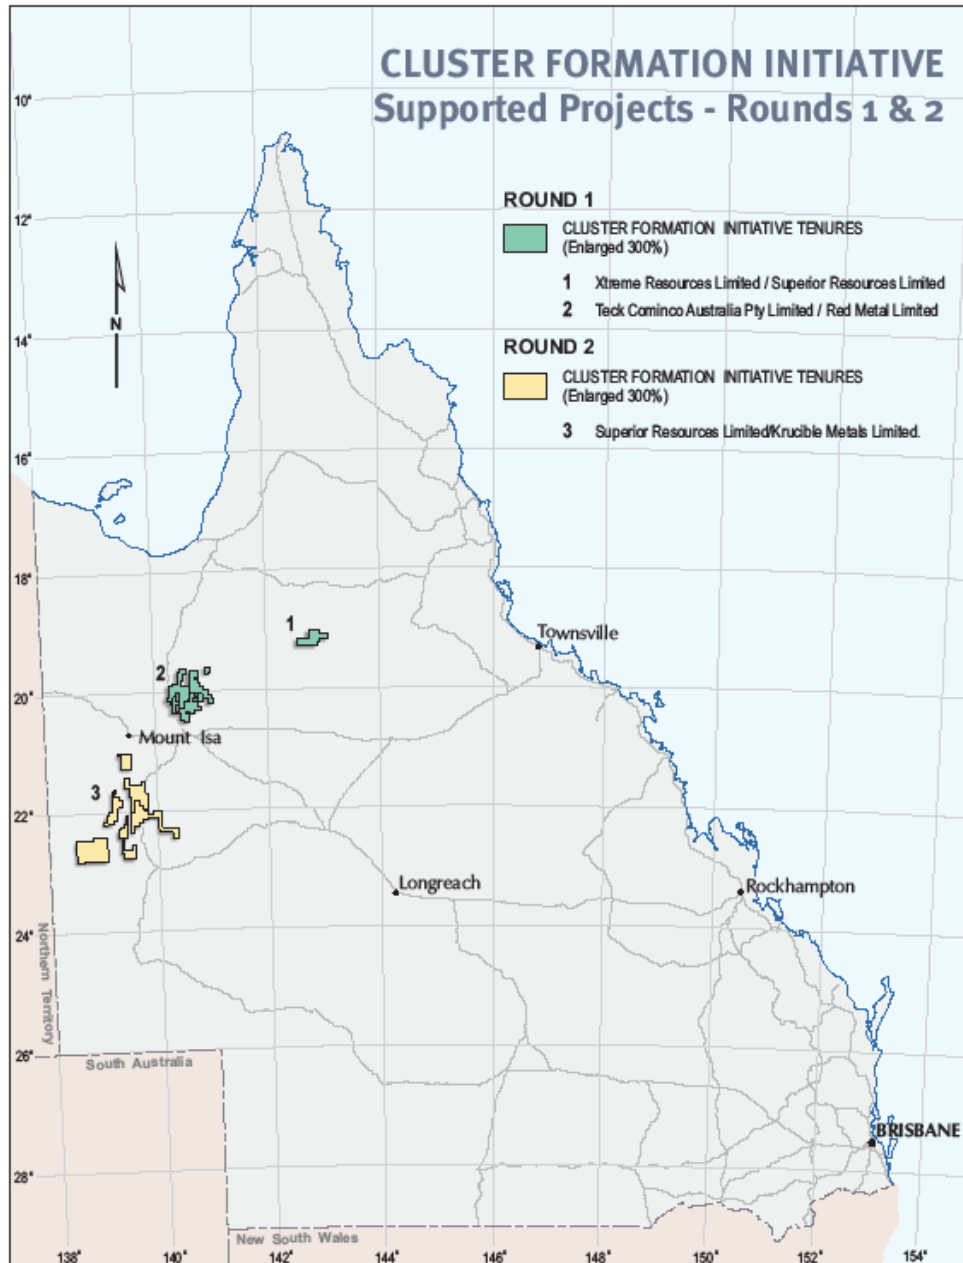 CLUSTER FORMATION INITIATIVE
Supported Projects - Rounds 1 & 2
10°
ROUND 1
CLUSTER FORMATION INITIATIVE TENURES
(Enlarged 300%)
12°
1 Xtreme Resources Limited / Superior Resources Limited
2 Teck Cominco Australia Pty Limited / Red Metal Limited
N
14°
ROUND 2
CLUSTER FORMATION INITIATIVE TENURES
(Enlarged 300%)
3 Superior Resources Limited/Krucible Metals Limited.
16°
18°
1
Townsville
2
20°
Mount Isa
3
22°
Longreach
Rockhampton
24°
Northern Territory
26°
South Australia
BRISBANE
28°
New South Wales
138° 140° 142° 144° 146° 148° 150° 152° 154°